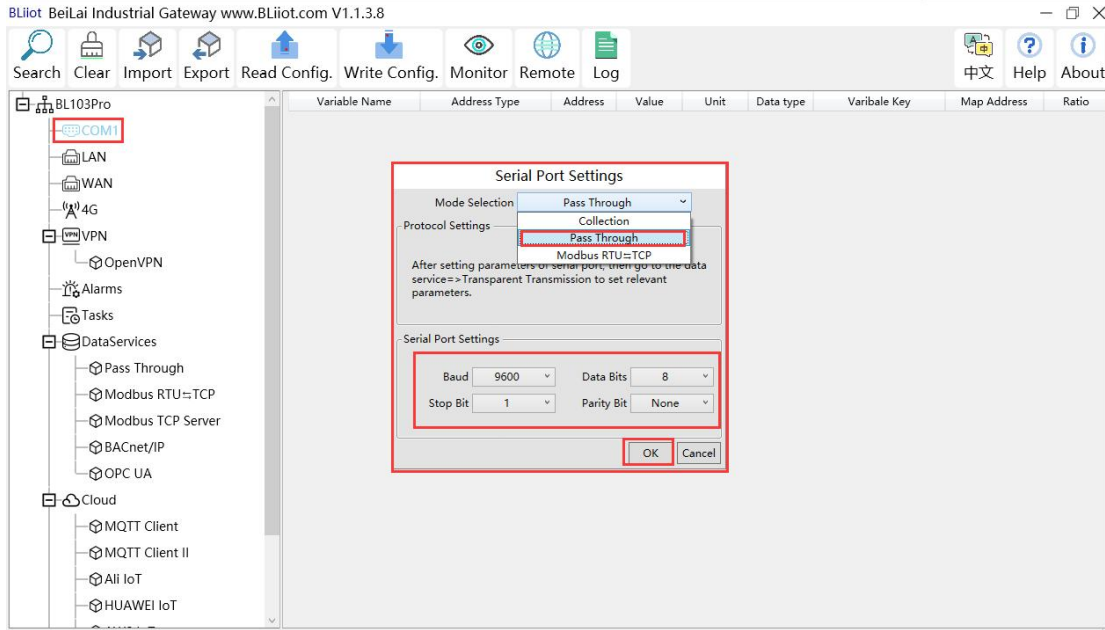 BLiiot BeiLai Industrial Gateway www.BLiiot.com V1.1.3.8
Search Clear Import Export Read Config. Write Config. Monitor Remote Log 中文 Help About
Variable Name Address Type Address Value Unit Data type Varibale Key Map Address Ratio
BL103Pro
COM1
LAN
WAN
4G
VPN VPN
OpenVPN
Alarms
Tasks
DataServices
Pass Through
Modbus RTU⇆TCP
Modbus TCP Server
BACnet/IP
OPC UA
Cloud
MQTT Client
MQTT Client II
Ali IoT
HUAWEI IoT
Serial Port Settings
Mode Selection Pass Through
Collection
Pass Through
Modbus RTU⇆TCP
Protocol Settings
After setting parameters of serial port, then go to the data
service=>Transparent Transmission to set relevant
parameters.
Serial Port Settings
Baud 9600 Data Bits 8
Stop Bit 1 Parity Bit None
OK Cancel